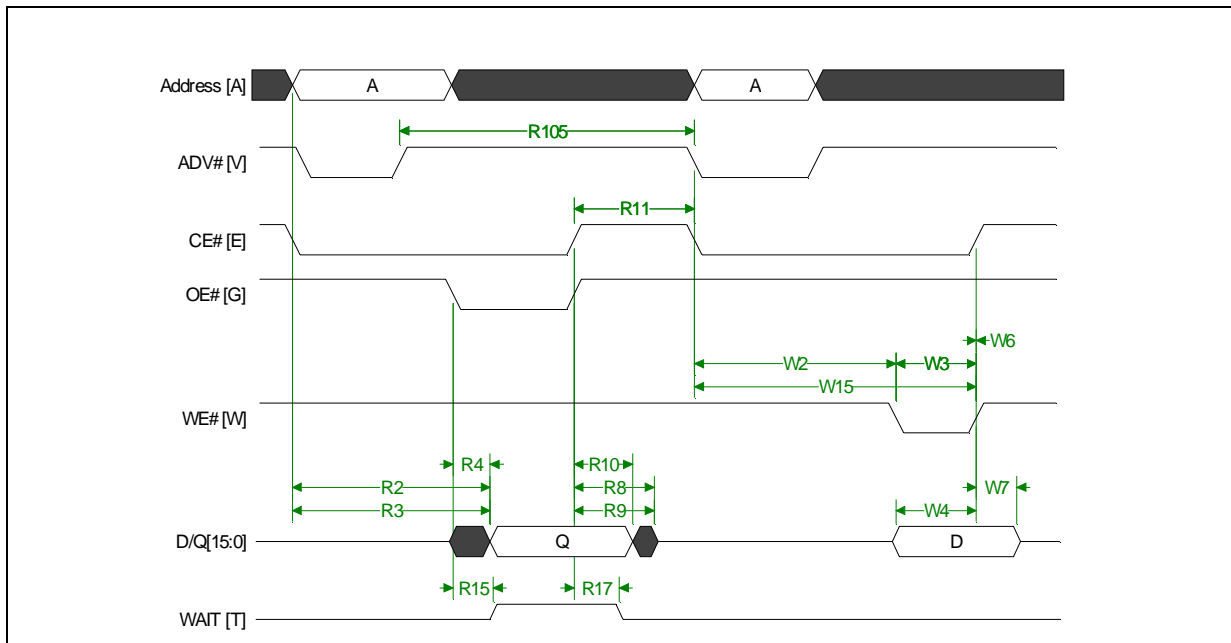 Address [A]
A
A
R105
ADV# [V]
R11
CE# [E]
OE# [G]
W6
W2
W3
W15
WE# [W]
R4
R10
R2
R8
W7
R3
R9
W4
D/Q[15:0]
Q
D
R15
R17
WAIT [T]